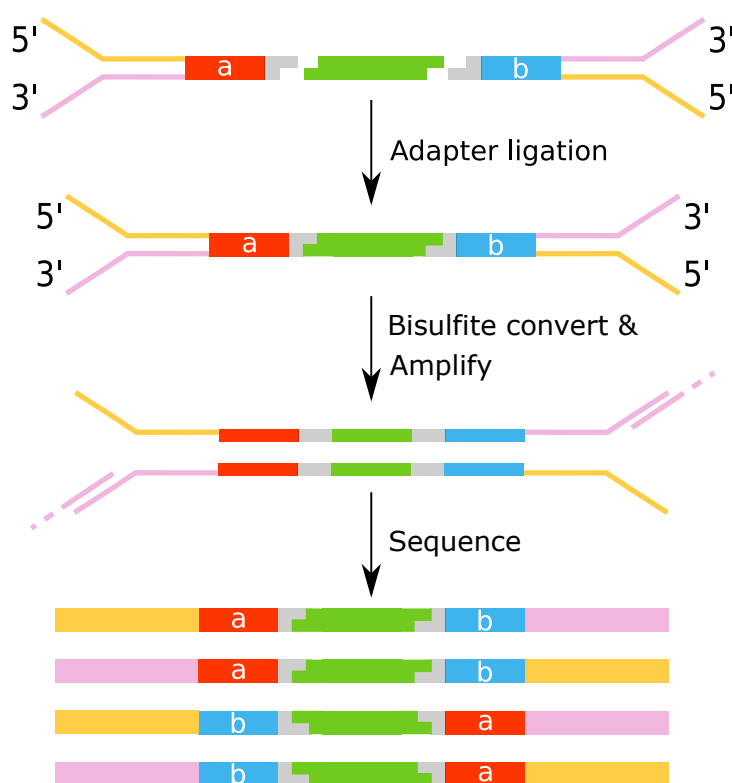 5' 3'
a b
3' 5'
Adapter ligation
5' 3'
a b
3' 5'
Bisulfite convert &
Amplify
Sequence
a b
a b
b a
b a